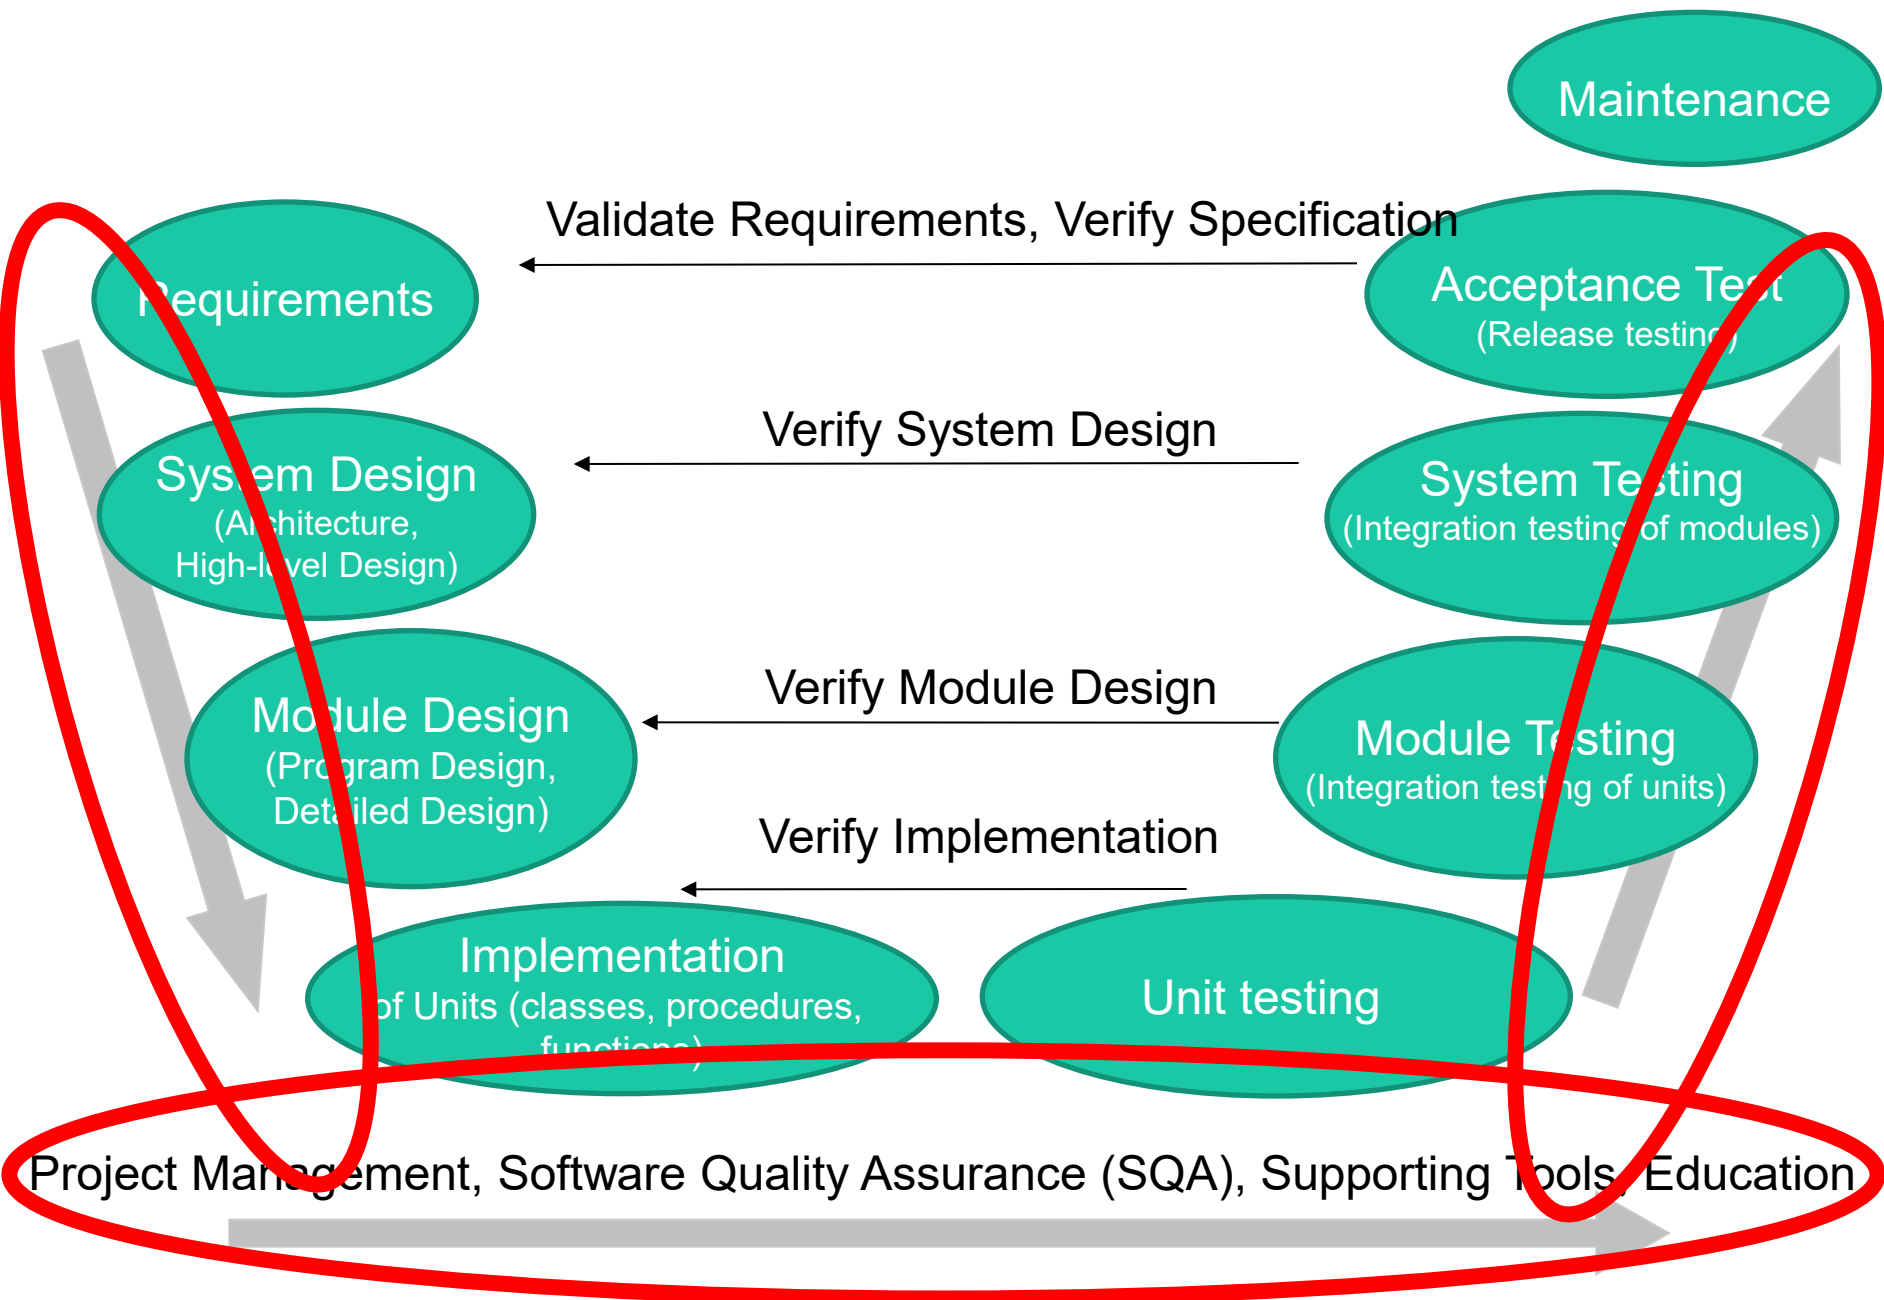 Maintenance
Validate Requirements, Verify Specification
Requirements
Acceptance Test
(Release testing)
Verify System Design
System Design
(Architecture,
High-level Design)
System Testing
(Integration testing of modules)
Verify Module Design
Module Design
(Program Design,
Detailed Design)
Module Testing
(Integration testing of units)
Verify Implementation
Implementation
of Units (classes, procedures,
functions)
Unit testing
Project Management, Software Quality Assurance (SQA), Supporting Tools, Education